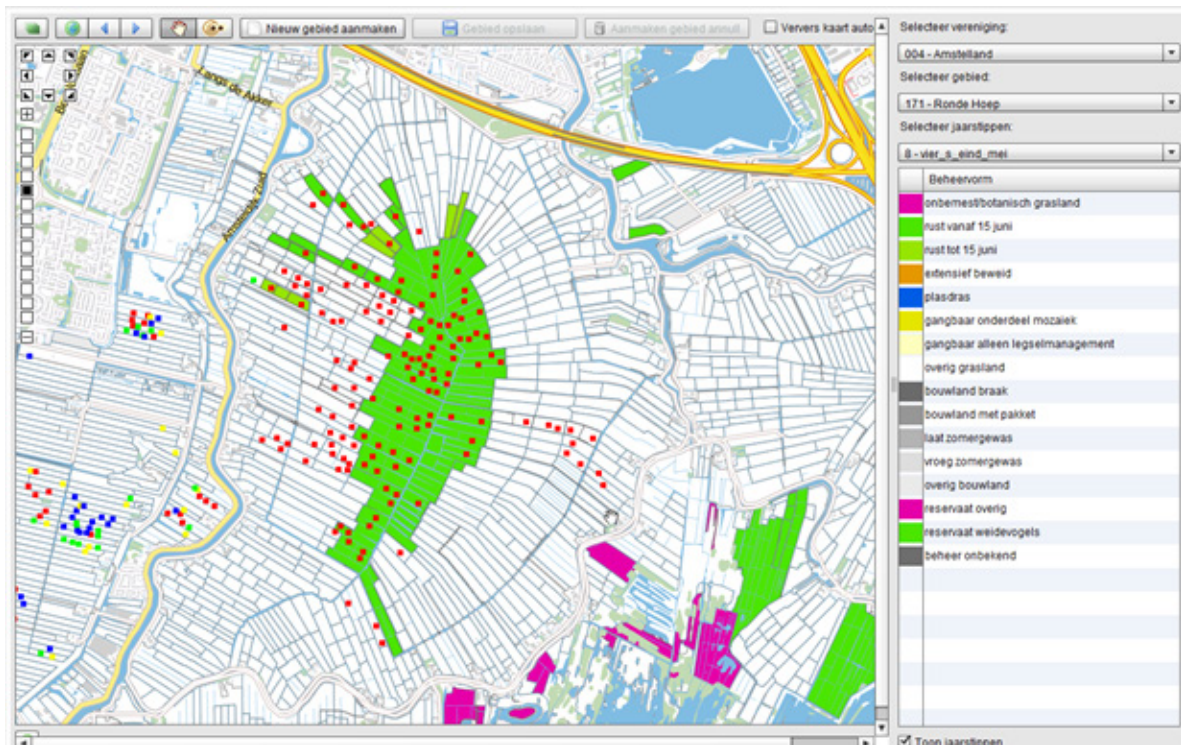 Nieuw gebied aanmaken
Gebied opslaan
Aanmaken gebied annul
Ververs kaart auto
Selecteer vereniging:
004 - Amstelland
Selecteer gebied:
171 - Ronde Hoep
Selecteer jaarstippen:
8 - vier_s_eind_mei
Beheervorm
onbemest/botanisch grasland
rust vanaf 15 juni
rust tot 15 juni
extensief beweid
plasdras
gangbaar onderdeel mozaiek
gangbaar alleen legselmanagement
overig grasland
bouwland braak
bouwland met pakket
laat zomergewas
vroeg zomergewas
overig bouwland
reservaat overig
reservaat weidevogels
beheer onbekend
Toon jaarstippen
Langs de Akker
Amsteldijk Zuid